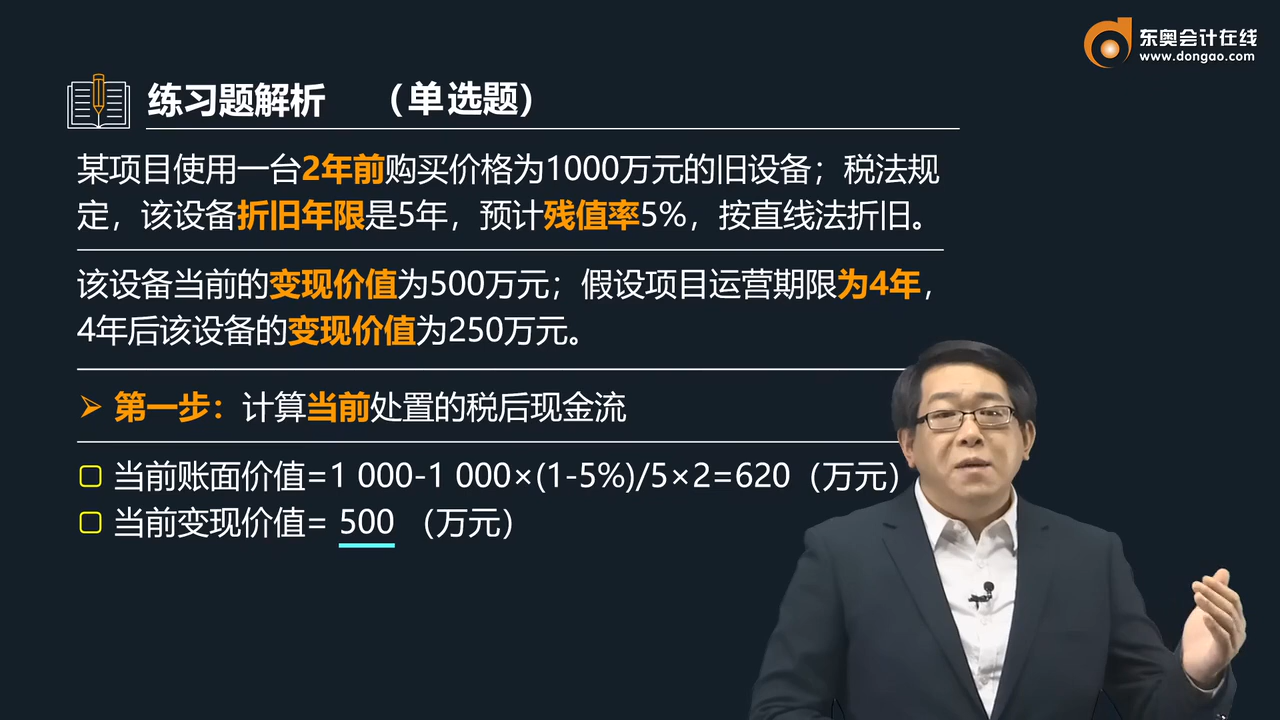 东奥会计在线
www.dongao.com
练习题解析 （单选题）
某项目使用一台2年前购买价格为1000万元的旧设备；税法规
定，该设备折旧年限是5年，预计残值率5%，按直线法折旧。
该设备当前的变现价值为500万元；假设项目运营期限为4年，
4年后该设备的变现价值为250万元。
➢ 第一步：计算当前处置的税后现金流
当前账面价值=1 000-1 000×(1-5%)/5×2=620（万元）
当前变现价值= 500 （万元）